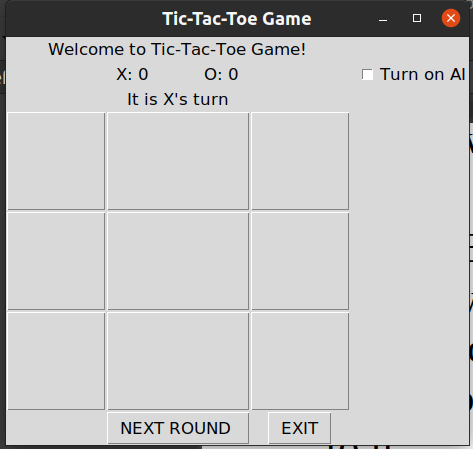 Tic-Tac-Toe Game
Welcome to Tic-Tac-Toe Game!
X: 0 O: 0 Turn on AI
It is X's turn
NEXT ROUND EXIT